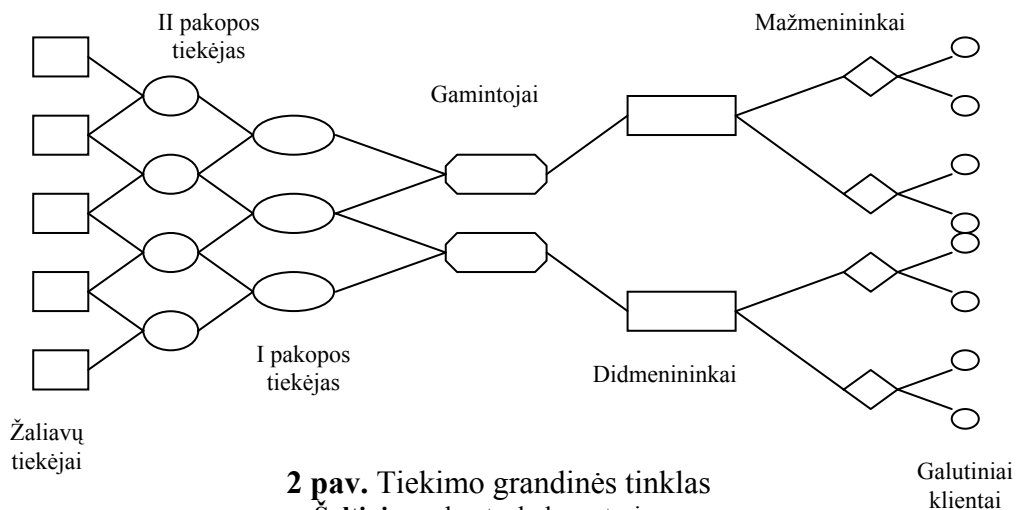 II pakopos
tiekėjas
Mažmenininkai
Gamintojai
I pakopos
tiekėjas
Didmenininkai
Žaliavų
tiekėjai
Galutiniai
klientai
2 pav. Tiekimo grandinės tinklas